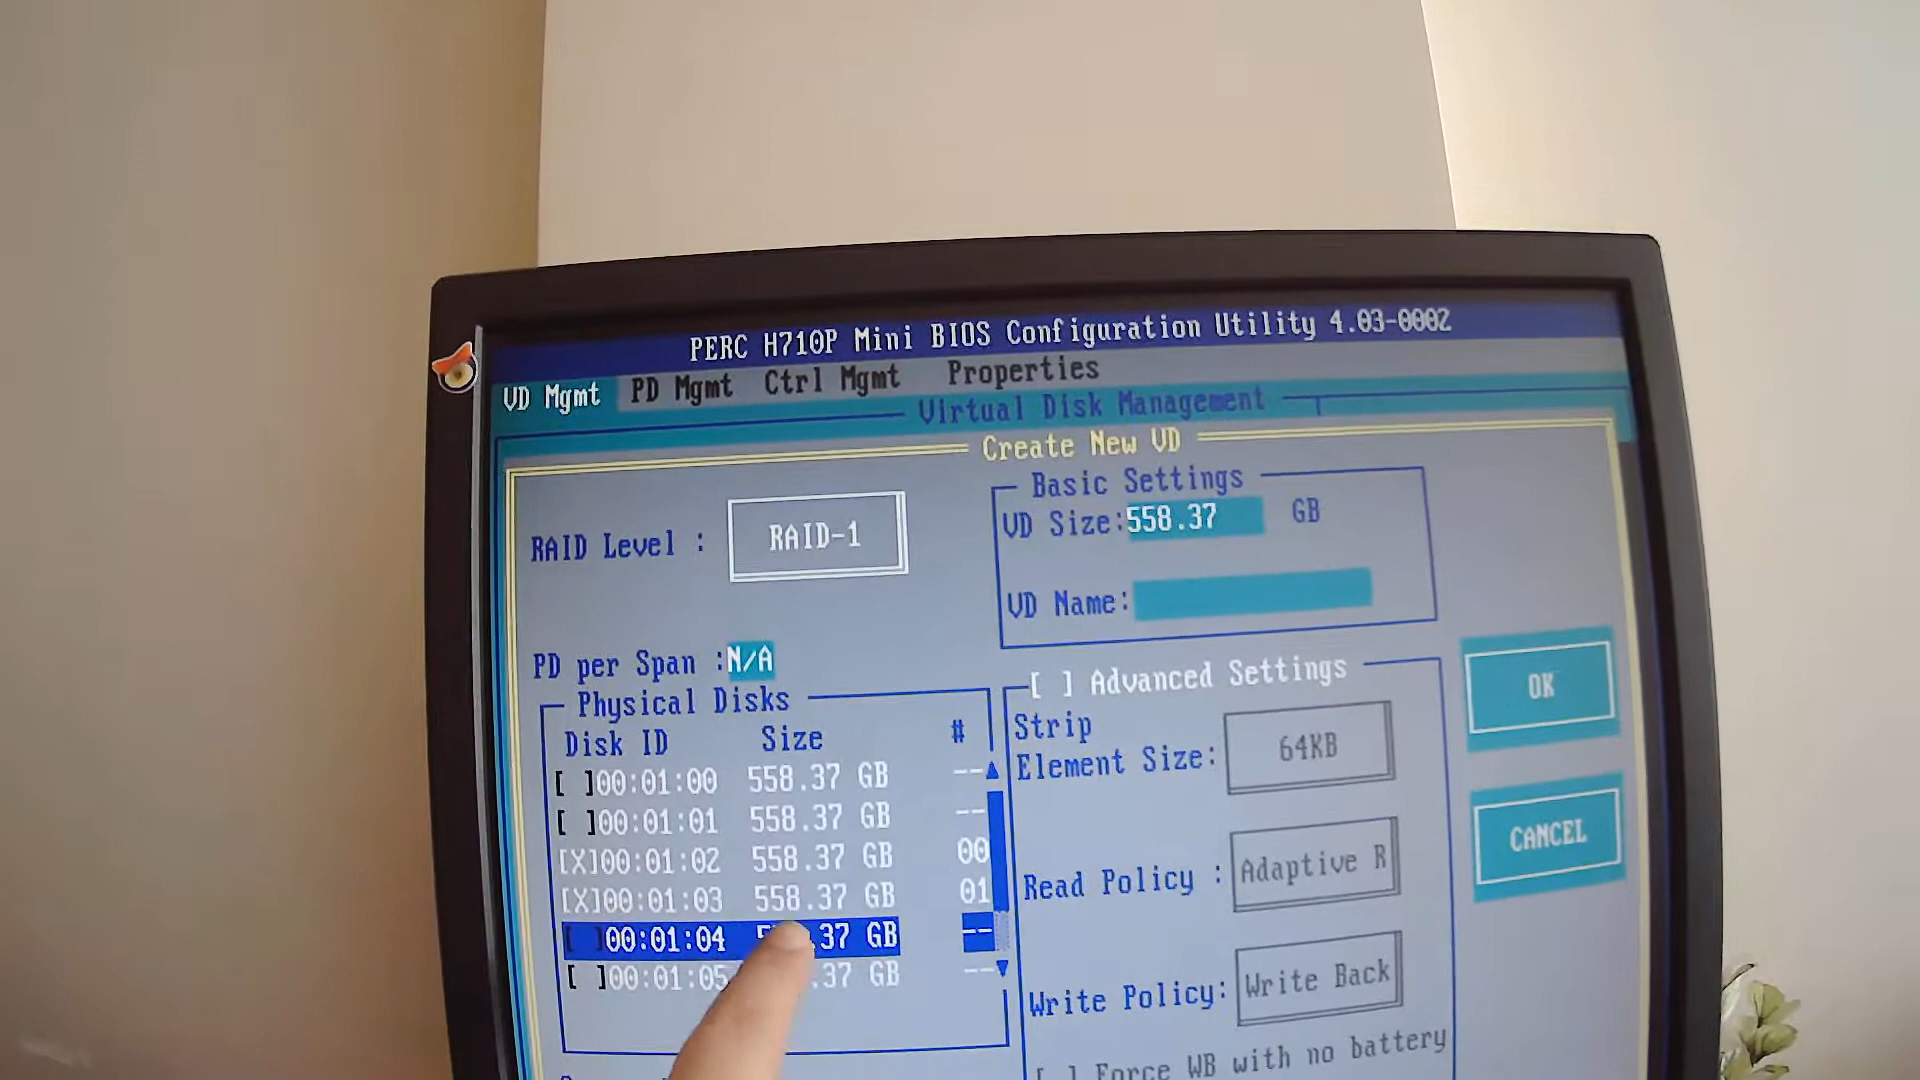 PERC H710P Mini BIOS Configuration Utility 4.03-0002
VD Mgmt PD Mgmt Ctrl Mgmt Properties
Virtual Disk Management
Create New VD
RAID Level : RAID-1
Basic Settings
VD Size:558.37 GB
VD Name:
PD per Span :N/A
Physical Disks
Disk ID Size #
[ ]00:01:00 558.37 GB --
[ ]00:01:01 558.37 GB --
[X]00:01:02 558.37 GB 00
[X]00:01:03 558.37 GB 01
[ ]00:01:04 .37 GB --
[ ]00:01:05 .37 GB --
[ ] Advanced Settings
Strip
Element Size: 64KB
Read Policy : Adaptive R
Write Policy: Write Back
[ ] Force WB with no battery
OK
CANCEL